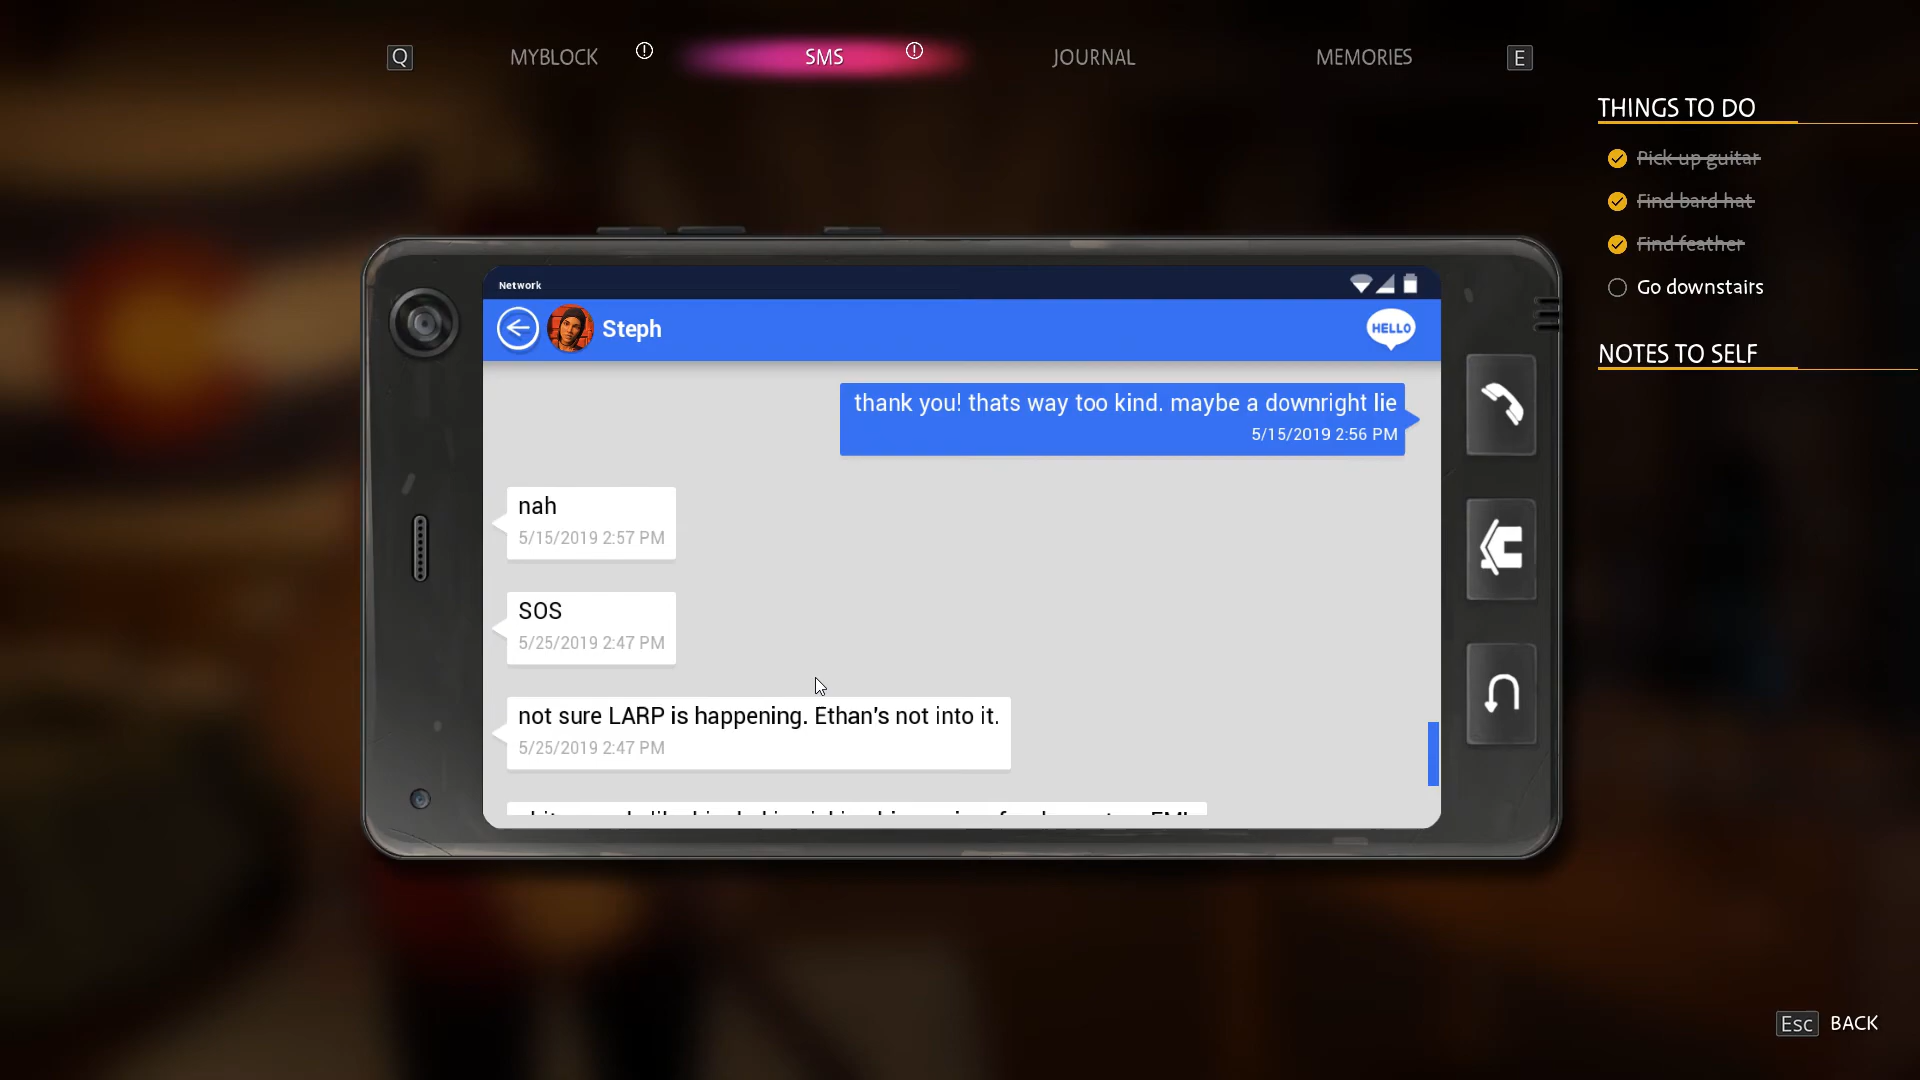 Q
MYBLOCK
SMS
JOURNAL
MEMORIES
E
THINGS TO DO
Pick up guitar
Find bard hat
Find feather
Go downstairs
NOTES TO SELF
Network
Steph
HELLO
thank you! thats way too kind. maybe a downright lie
5/15/2019 2:56 PM
nah
5/15/2019 2:57 PM
SOS
5/25/2019 2:47 PM
not sure LARP is happening. Ethan's not into it.
5/25/2019 2:47 PM
Esc BACK